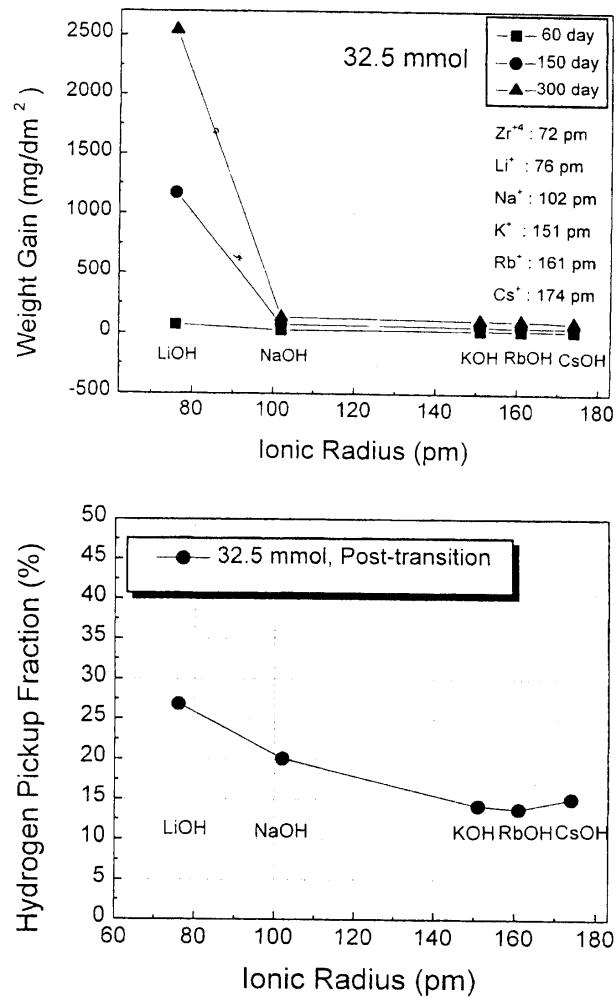 2500
2000
1500
1000
500
0
-500
Weight Gain (mg/dm²)
32.5 mmol
60 day
150 day
300 day
Zr⁺⁴ : 72 pm
Li⁺ : 76 pm
Na⁺ : 102 pm
K⁺ : 151 pm
Rb⁺ : 161 pm
Cs⁺ : 174 pm
LiOH NaOH KOH RbOH CsOH
80 100 120 140 160 180
Ionic Radius (pm)
50
45
40
35
30
25
20
15
10
5
0
Hydrogen Pickup Fraction (%)
32.5 mmol, Post-transition
LiOH NaOH KOH RbOH CsOH
60 80 100 120 140 160 180
Ionic Radius (pm)